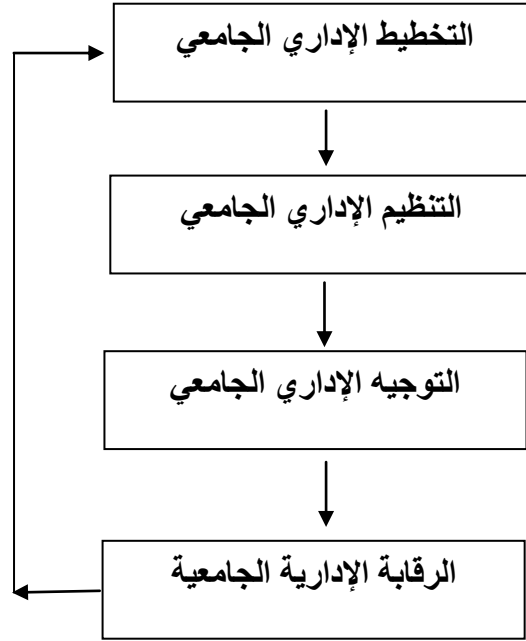 التخطيط الإداري الجامعي
التنظيم الإداري الجامعي
التوجيه الإداري الجامعي
الرقابة الإدارية الجامعية